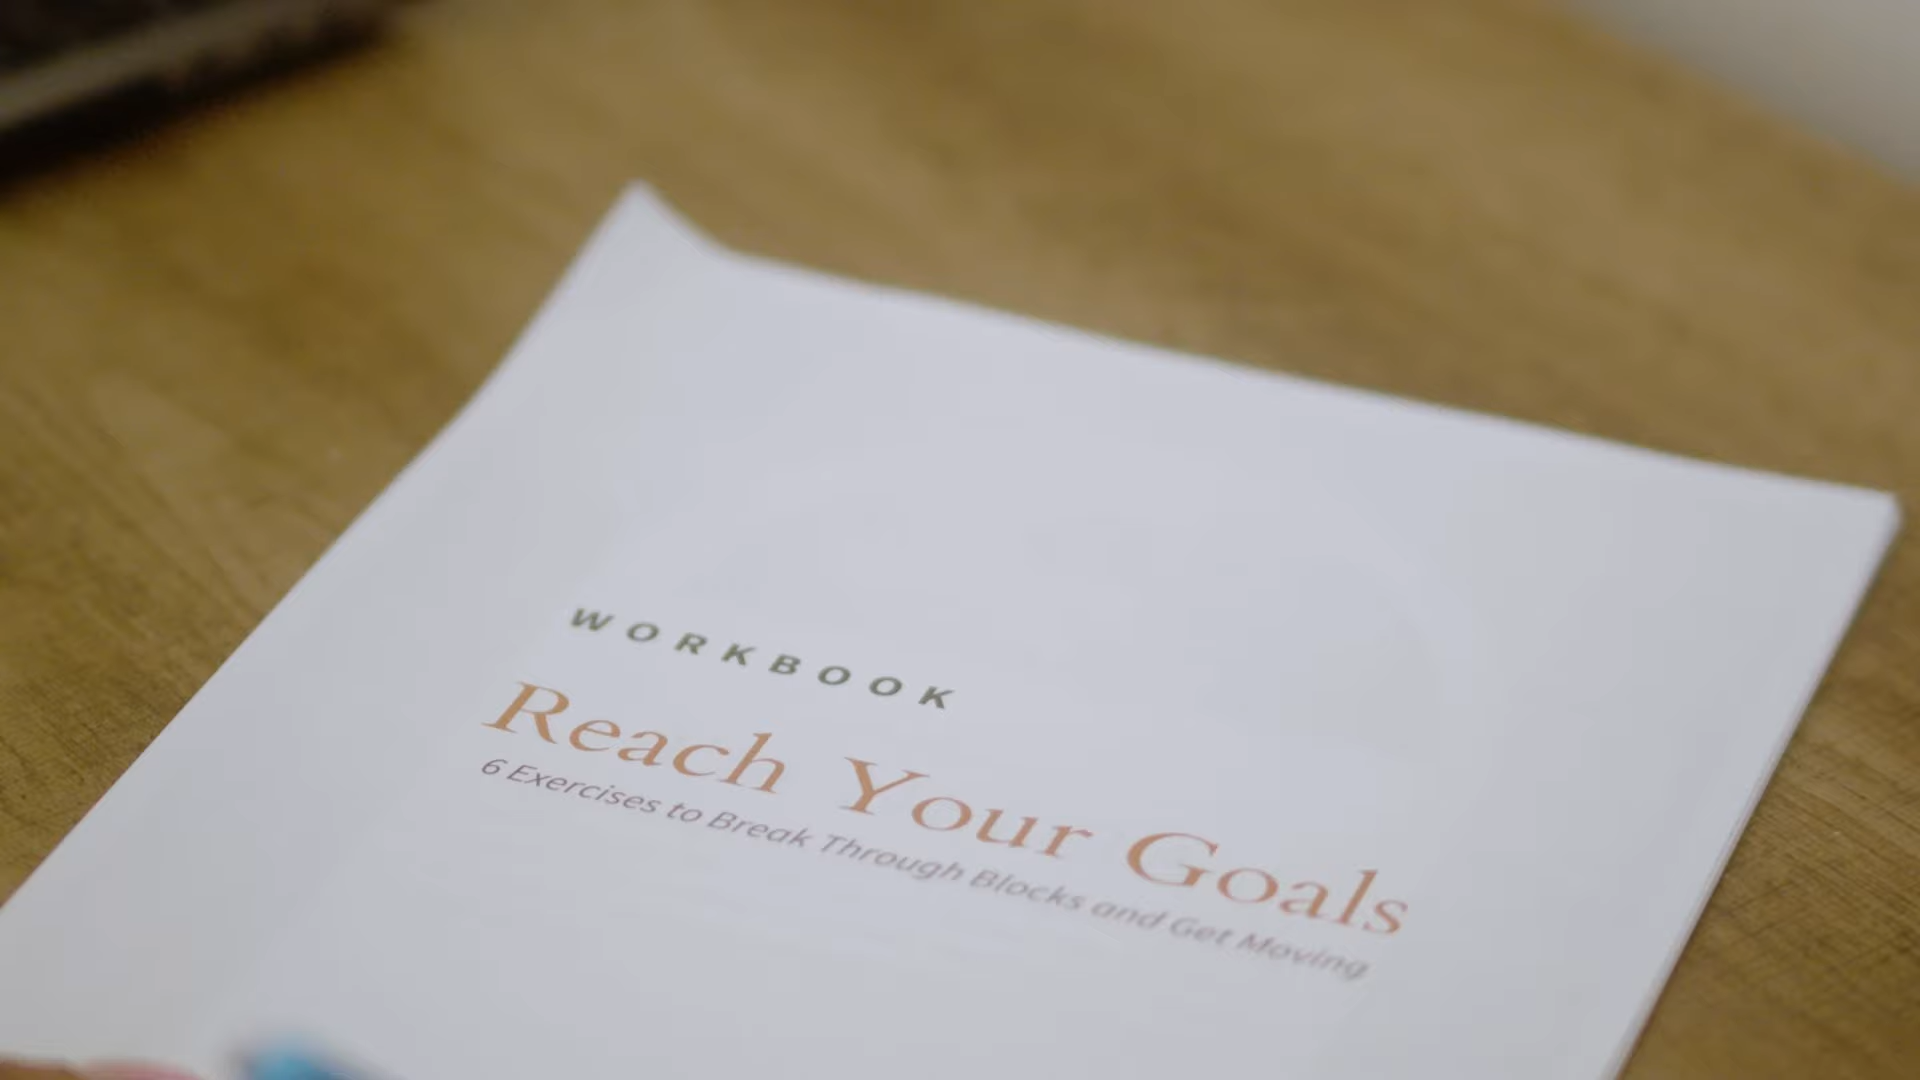 WORKBOOK
Reach Your Goals
6 Exercises to Break Through Blocks and Get Moving